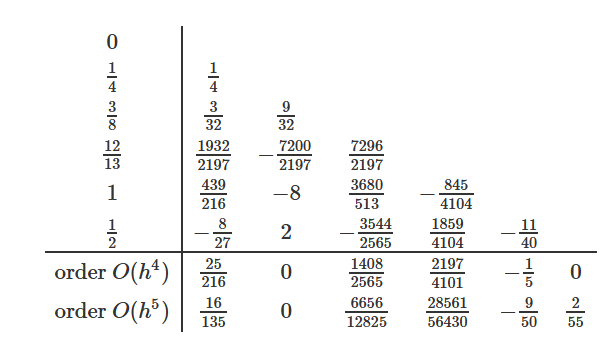 0
1/4 1/4
3/8 3/32 9/32
12/13 1932/2197 −7200/2197 7296/2197
1 439/216 −8 3680/513 −845/4104
1/2 −8/27 2 −3544/2565 1859/4104 −11/40
order O(h⁴) 25/216 0 1408/2565 2197/4101 −1/5 0
order O(h⁵) 16/135 0 6656/12825 28561/56430 −9/50 2/55